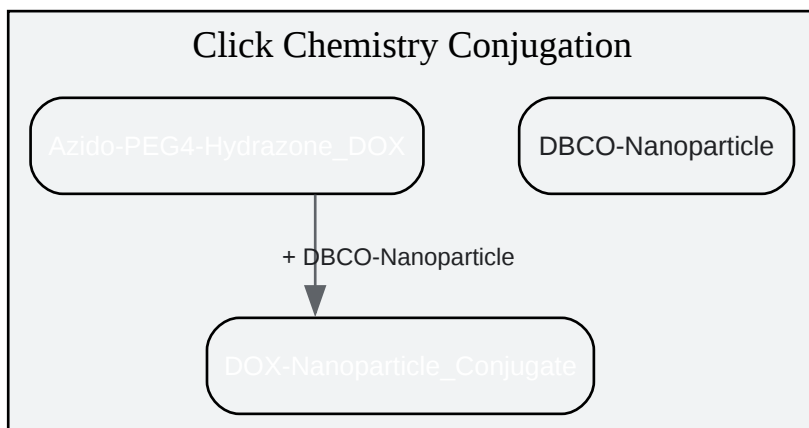 Click Chemistry Conjugation
Azido-PEG4-Hydrazone_DOX
DBCO-Nanoparticle
+ DBCO-Nanoparticle
DOX-Nanoparticle_Conjugate